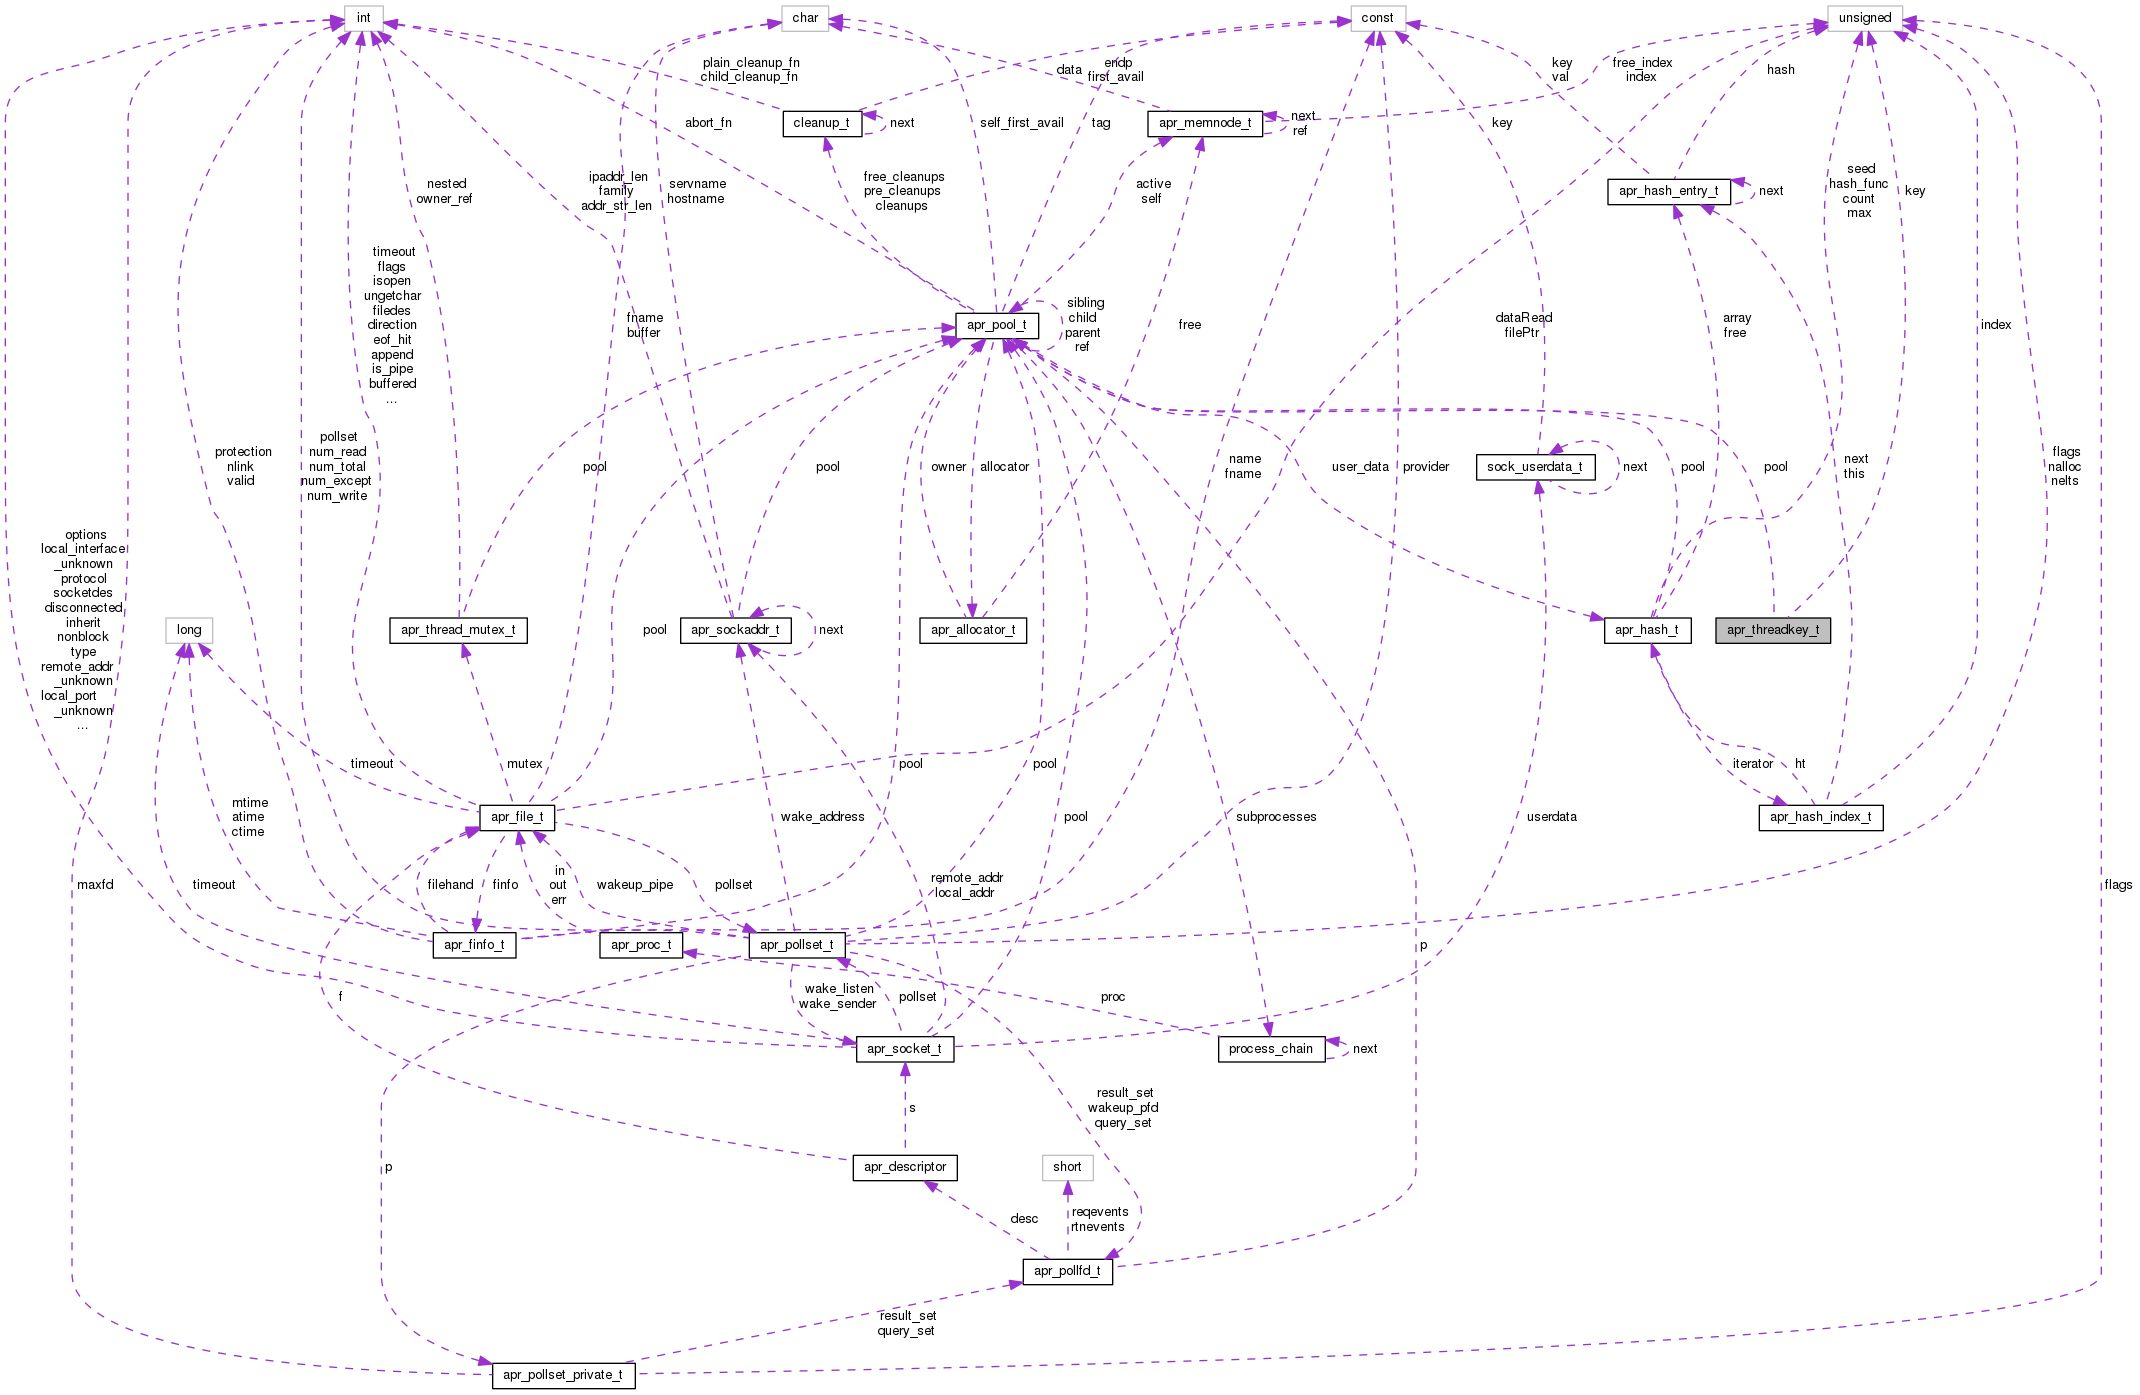 int
char
const
unsigned
plain_cleanup_fn
child_cleanup_fn
data
endp
first_avail
key
val
free_index
index
hash
cleanup_t
next
abort_fn
self_first_avail
tag
apr_memnode_t
next
ref
key
nested
owner_ref
ipaddr_len
family
addr_str_len
servname
hostname
free_cleanups
pre_cleanups
cleanups
active
self
seed
hash_func
count
max
apr_hash_entry_t
next
key
timeout
flags
isopen
ungetchar
filedes
direction
eof_hit
append
is_pipe
buffered
...
fname
buffer
apr_pool_t
sibling
child
parent
ref
free
dataRead
filePtr
array
free
index
protection
nlink
valid
pollset
num_read
num_total
num_except
num_write
pool
pool
owner
allocator
name
fname
user_data
provider
sock_userdata_t
next
pool
pool
next
this
flags
nalloc
nelts
options
local_interface
_unknown
protocol
socketdes
disconnected
inherit
nonblock
type
remote_addr
_unknown
local_port
_unknown
...
long
apr_thread_mutex_t
pool
apr_sockaddr_t
next
apr_allocator_t
apr_hash_t
apr_threadkey_t
timeout
mutex
pool
pool
iterator
ht
mtime
atime
ctime
apr_file_t
wake_address
pool
subprocesses
userdata
apr_hash_index_t
maxfd
timeout
filehand
finfo
in
out
err
wakeup_pipe
pollset
remote_addr
local_addr
flags
apr_finfo_t
apr_proc_t
apr_pollset_t
p
f
wake_listen
wake_sender
pollset
proc
apr_socket_t
process_chain
next
s
result_set
wakeup_pfd
query_set
p
apr_descriptor
short
desc
reqevents
rtnevents
apr_pollfd_t
result_set
query_set
apr_pollset_private_t